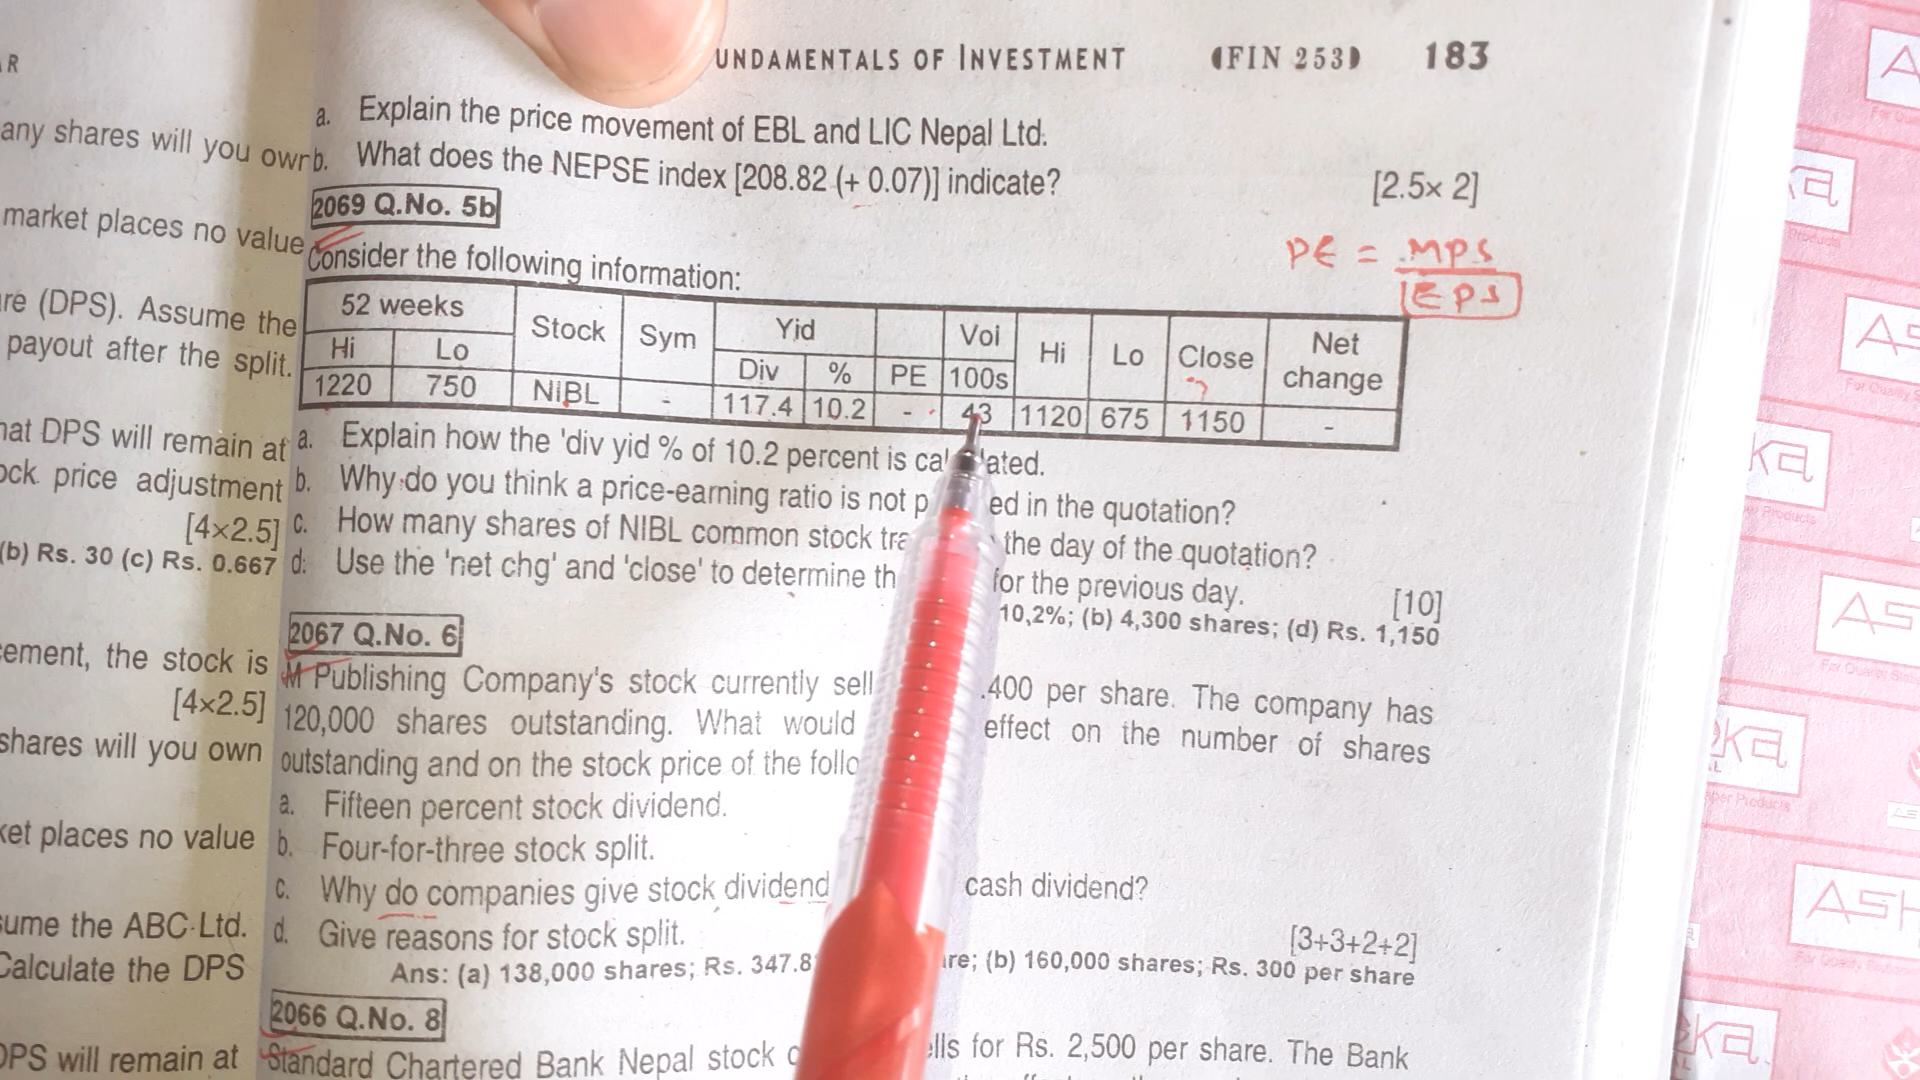 UNDAMENTALS OF INVESTMENT (FIN 253) 183
a. Explain the price movement of EBL and LIC Nepal Ltd.
b. What does the NEPSE index [208.82 (+ 0.07)] indicate? [2.5× 2]
2069 Q.No. 5b
Consider the following information:
PE = MPS
EPS
52 weeks Stock Sym Yid Voi Hi Lo Close Net change
Hi Lo Div % PE 100s
1220 750 NIBL - 117.4 10.2 - 43 1120 675 1150 -
a. Explain how the 'div yid % of 10.2 percent is cal ated.
b. Why do you think a price-earning ratio is not p ed in the quotation?
c. How many shares of NIBL common stock tra the day of the quotation?
d. Use the 'net chg' and 'close' to determine th for the previous day. [10]
10,2%; (b) 4,300 shares; (d) Rs. 1,150
2067 Q.No. 6
M Publishing Company's stock currently sell .400 per share. The company has
120,000 shares outstanding. What would effect on the number of shares
outstanding and on the stock price of the follo
a. Fifteen percent stock dividend.
b. Four-for-three stock split.
c. Why do companies give stock dividend cash dividend?
d. Give reasons for stock split. [3+3+2+2]
Ans: (a) 138,000 shares; Rs. 347.8 re; (b) 160,000 shares; Rs. 300 per share
2066 Q.No. 8
Standard Chartered Bank Nepal stock lls for Rs. 2,500 per share. The Bank
AR
any shares will you own
market places no value
re (DPS). Assume the
payout after the split.
hat DPS will remain at
ock price adjustment
[4×2.5]
(b) Rs. 30 (c) Rs. 0.667
cement, the stock is
[4×2.5]
shares will you own
ket places no value
sume the ABC Ltd.
Calculate the DPS
DPS will remain at